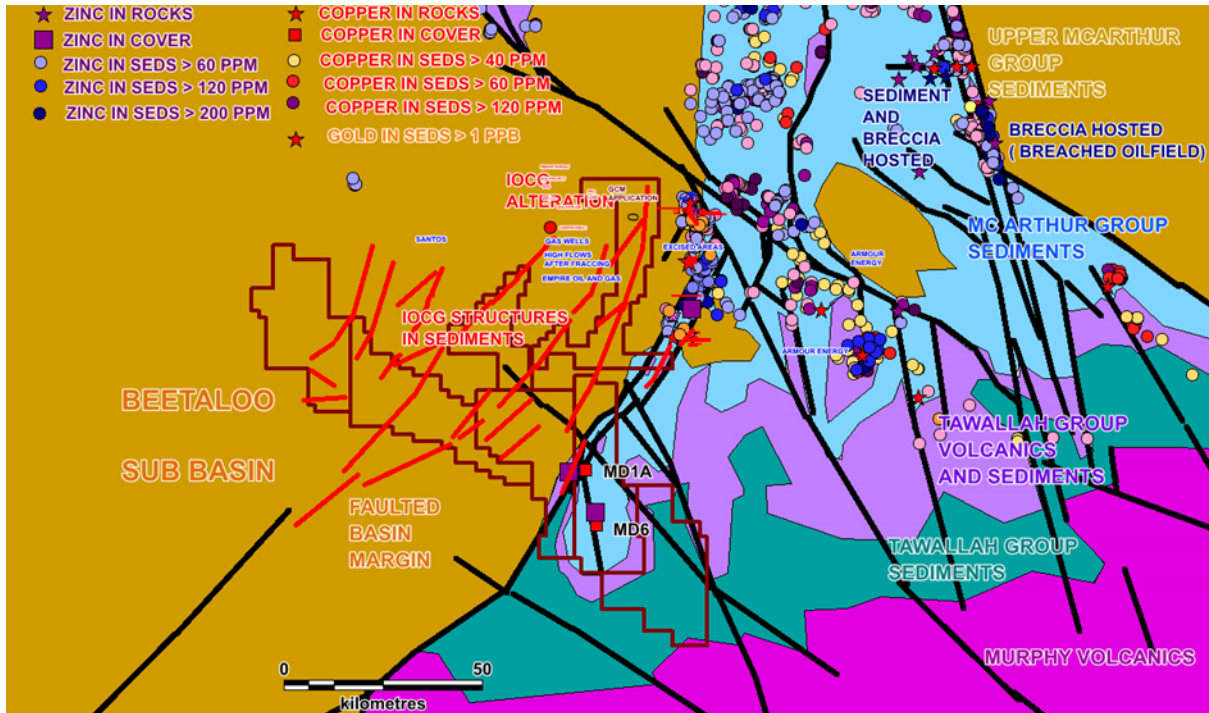 ZINC IN ROCKS
ZINC IN COVER
ZINC IN SEDS > 60 PPM
ZINC IN SEDS > 120 PPM
ZINC IN SEDS > 200 PPM
COPPER IN ROCKS
COPPER IN COVER
COPPER IN SEDS > 40 PPM
COPPER IN SEDS > 60 PPM
COPPER IN SEDS > 120 PPM
GOLD IN SEDS > 1 PPB
UPPER MCARTHUR
GROUP
SEDIMENTS
SEDIMENT
AND
BRECCIA
HOSTED
BRECCIA HOSTED
( BREACHED OILFIELD)
IOCG
ALTERATION
GCM
APPLICATION
SANTOS
GAS WELLS
HIGH FLOWS
AFTER FRACCING
EMPIRE OIL AND GAS
EXCISED AREAS
ARMOUR
ENERGY
MC ARTHUR GROUP
SEDIMENTS
IOCG STRUCTURES
IN SEDIMENTS
ARMOUR ENERGY
BEETALOO
SUB BASIN
TAWALLAH GROUP
VOLCANICS
AND SEDIMENTS
MD1A
FAULTED
BASIN
MARGIN
MD6
TAWALLAH GROUP
SEDIMENTS
MURPHY VOLCANICS
0 50
kilometres